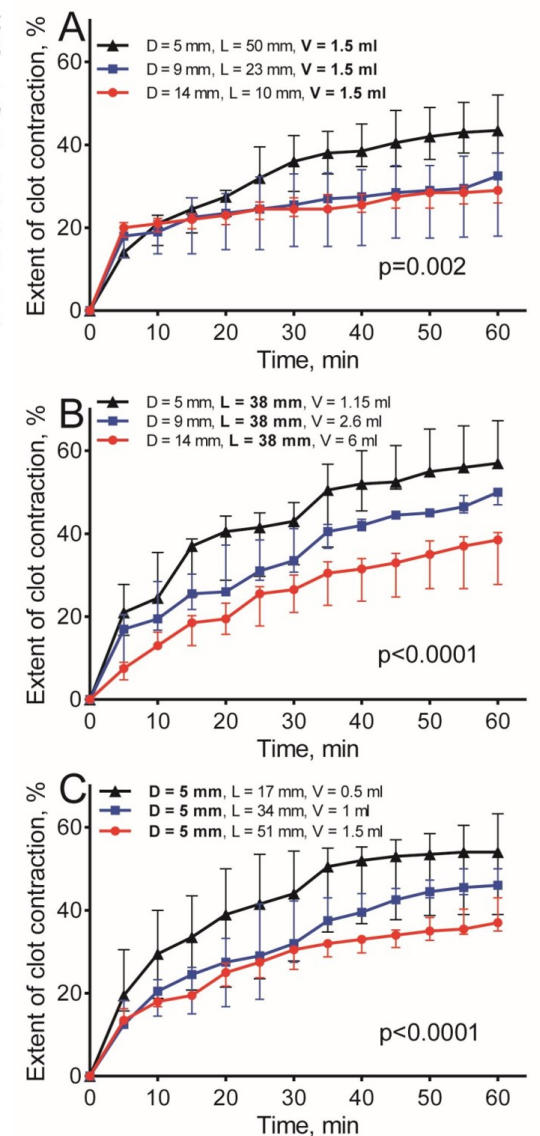 A
D = 5 mm, L = 50 mm, V = 1.5 ml
D = 9 mm, L = 23 mm, V = 1.5 ml
D = 14 mm, L = 10 mm, V = 1.5 ml
Extent of clot contraction, %
60
40
20
0
p=0.002
0 10 20 30 40 50 60
Time, min
B
D = 5 mm, L = 38 mm, V = 1.15 ml
D = 9 mm, L = 38 mm, V = 2.6 ml
D = 14 mm, L = 38 mm, V = 6 ml
Extent of clot contraction, %
60
40
20
0
p<0.0001
0 10 20 30 40 50 60
Time, min
C
D = 5 mm, L = 17 mm, V = 0.5 ml
D = 5 mm, L = 34 mm, V = 1 ml
D = 5 mm, L = 51 mm, V = 1.5 ml
Extent of clot contraction, %
60
40
20
0
p<0.0001
0 10 20 30 40 50 60
Time, min